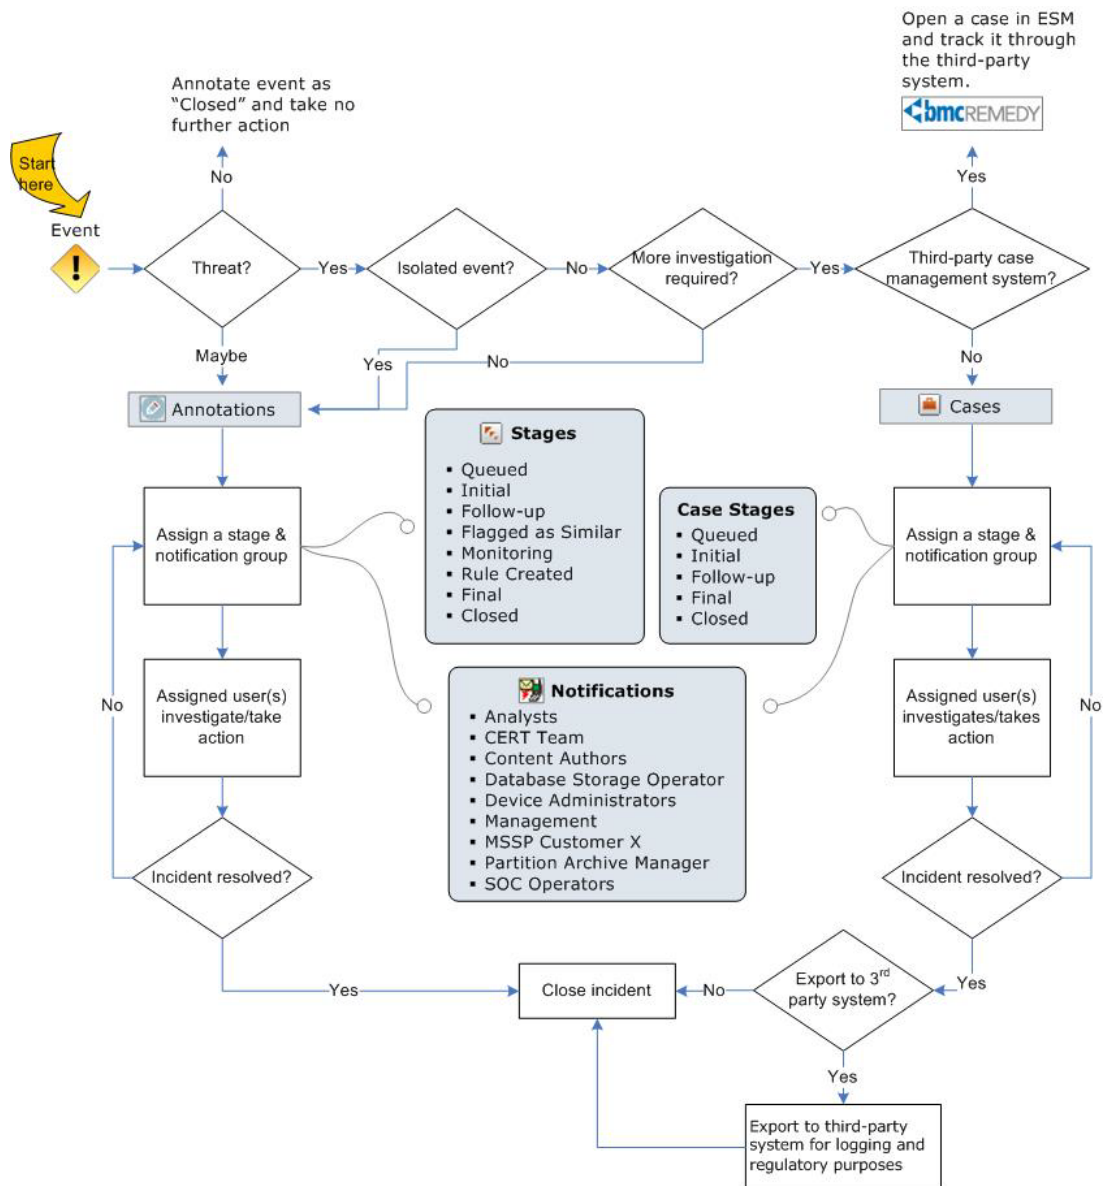 Open a case in ESM
and track it through
the third-party
system.
bmcREMEDY
Annotate event as
“Closed” and take no
further action
Start
here
No
Yes
Event
Threat?
Yes
Isolated event?
No
More investigation
required?
Yes
Third-party case
management system?
Maybe
Yes
No
No
Annotations
Cases
Stages
▪ Queued
▪ Initial
▪ Follow-up
▪ Flagged as Similar
▪ Monitoring
▪ Rule Created
▪ Final
▪ Closed
Case Stages
▪ Queued
▪ Initial
▪ Follow-up
▪ Final
▪ Closed
Assign a stage &
notification group
Assign a stage &
notification group
No
Assigned user(s)
investigate/take
action
Notifications
▪ Analysts
▪ CERT Team
▪ Content Authors
▪ Database Storage Operator
▪ Device Administrators
▪ Management
▪ MSSP Customer X
▪ Partition Archive Manager
▪ SOC Operators
Assigned user(s)
investigates/takes
action
No
Incident resolved?
Incident resolved?
Yes
Close incident
No
Export to 3rd
party system?
Yes
Yes
Export to third-party
system for logging and
regulatory purposes